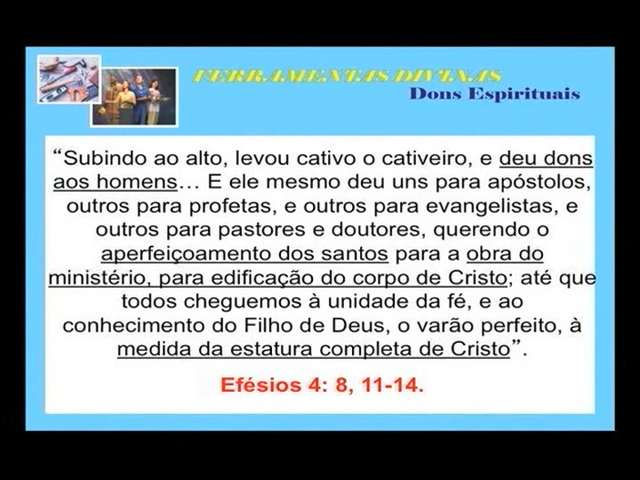 FERRAMENTAS DIVINAS
Dons Espirituais
“Subindo ao alto, levou cativo o cativeiro, e deu dons
aos homens… E ele mesmo deu uns para apóstolos,
outros para profetas, e outros para evangelistas, e
outros para pastores e doutores, querendo o
aperfeiçoamento dos santos para a obra do
ministério, para edificação do corpo de Cristo; até que
todos cheguemos à unidade da fé, e ao
conhecimento do Filho de Deus, o varão perfeito, à
medida da estatura completa de Cristo”.
Efésios 4: 8, 11-14.